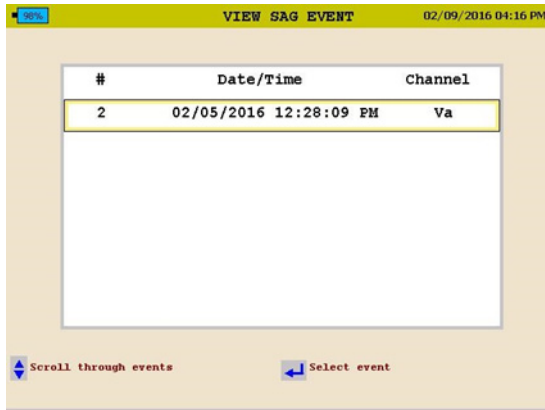 98% VIEW SAG EVENT 02/09/2016 04:16 PM
# Date/Time Channel
2 02/05/2016 12:28:09 PM Va
Scroll through events Select event